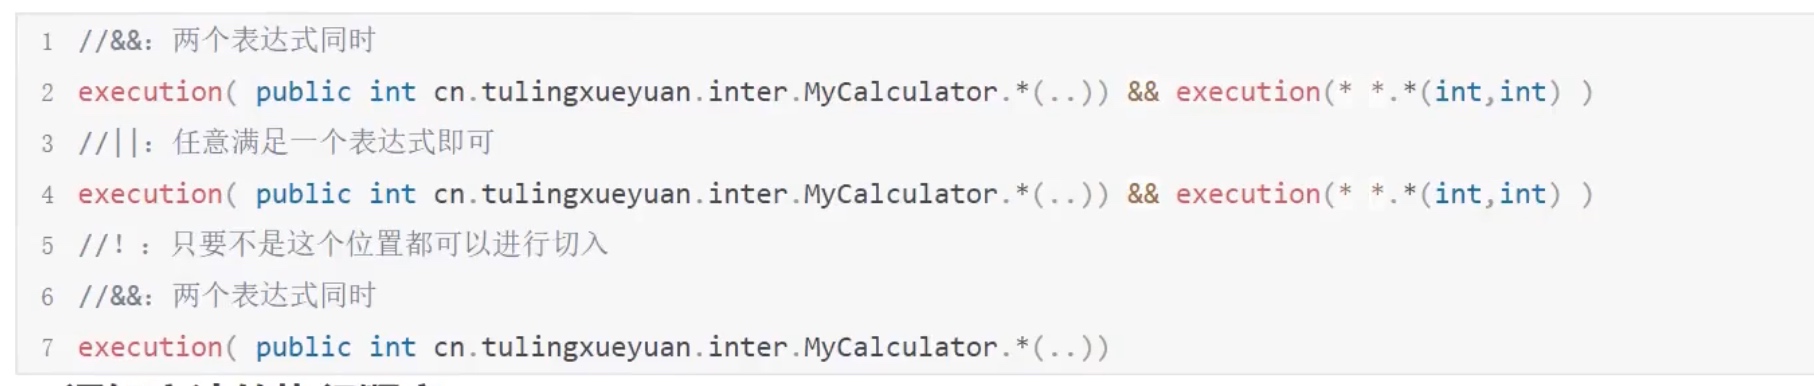 1 //&&: 两个表达式同时
2 execution( public int cn.tulingxueyuan.inter.MyCalculator.*(..)) && execution(* *.*(int,int) )
3 //||: 任意满足一个表达式即可
4 execution( public int cn.tulingxueyuan.inter.MyCalculator.*(..)) && execution(* *.*(int,int) )
5 //! : 只要不是这个位置都可以进行切入
6 //&&: 两个表达式同时
7 execution( public int cn.tulingxueyuan.inter.MyCalculator.*(..))